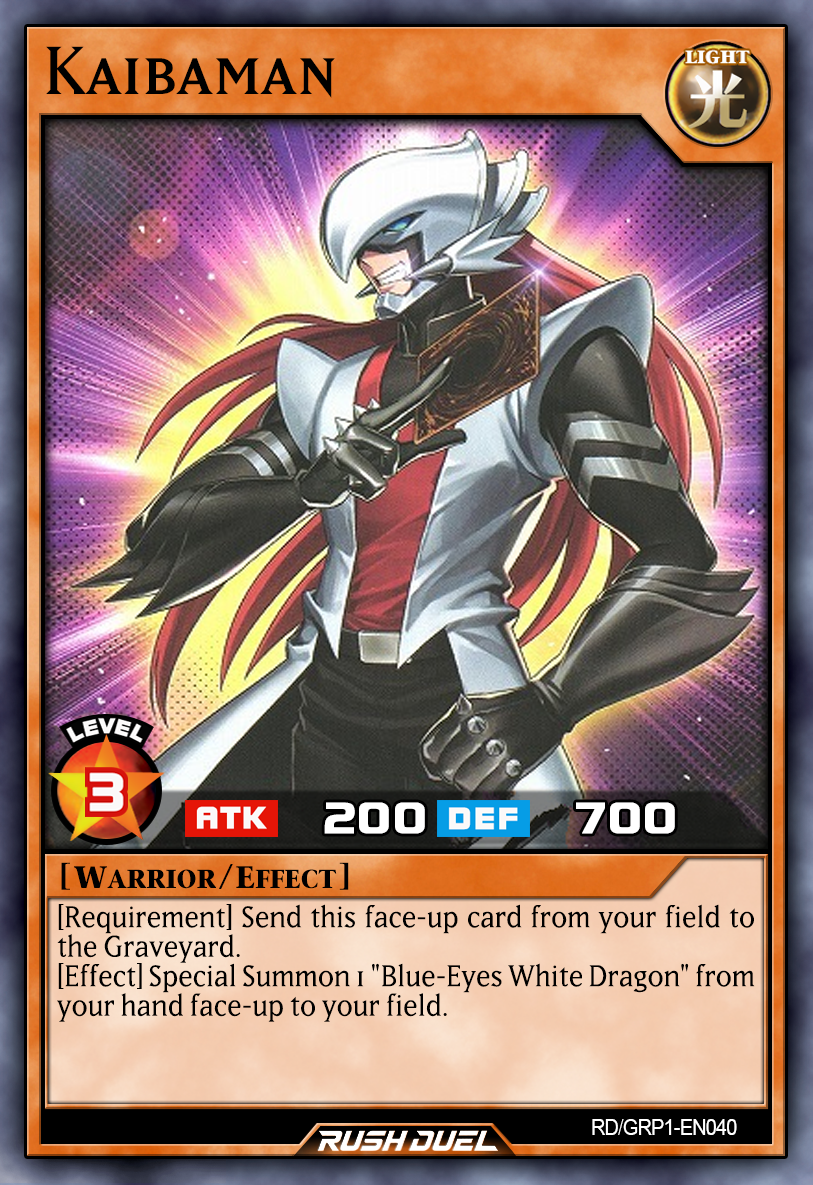 KAIBAMAN
LIGHT
光
LEVEL
3
ATK 200 DEF 700
[WARRIOR/EFFECT]
[Requirement] Send this face-up card from your field to
the Graveyard.
[Effect] Special Summon 1 "Blue-Eyes White Dragon" from
your hand face-up to your field.
RD/GRP1-EN040
RUSH DUEL